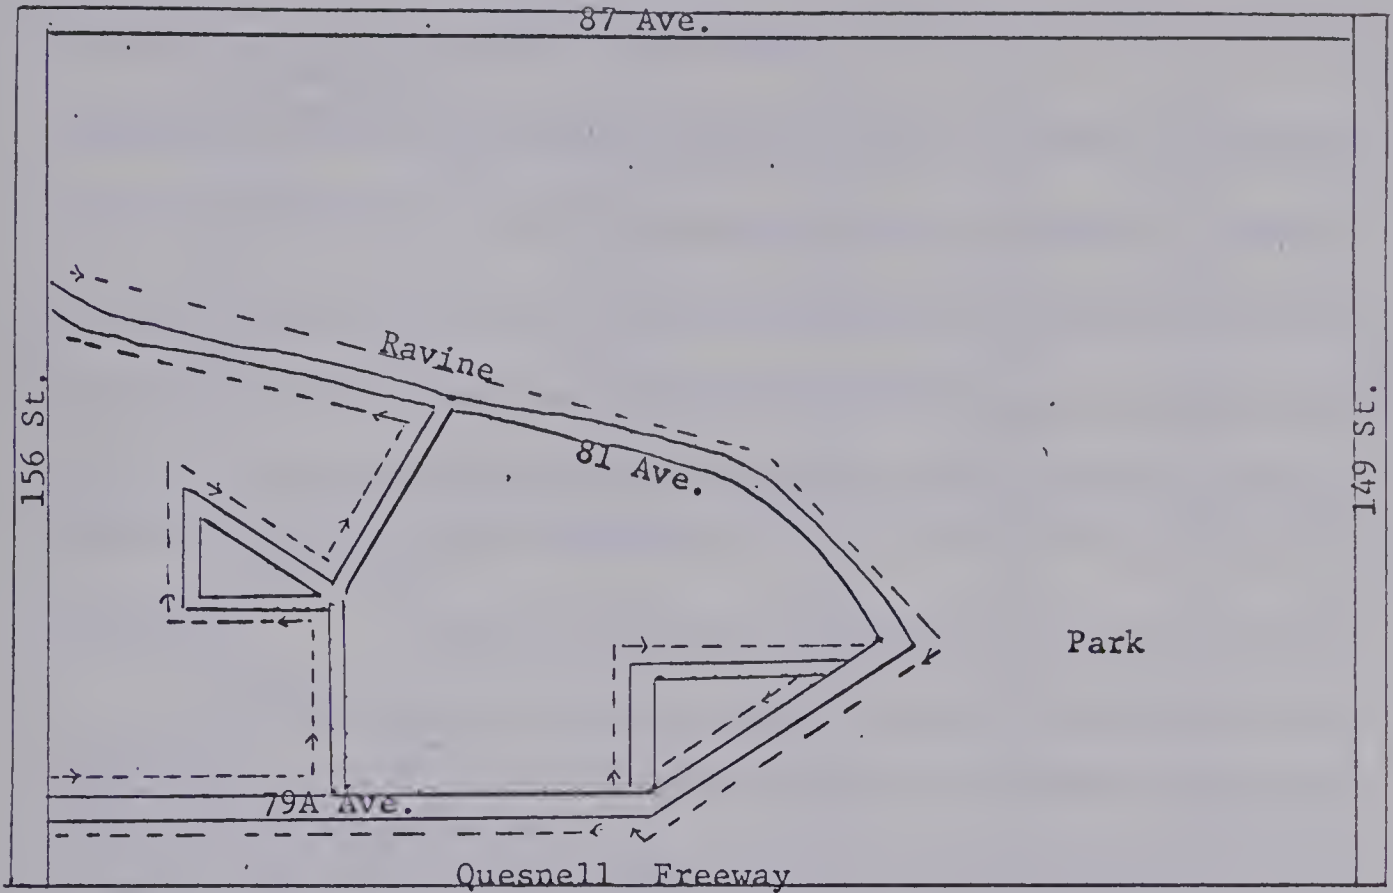 87 Ave.
Ravine
156 St.
149 St.
81 Ave.
Park
79A Ave.
Quesnell Freeway